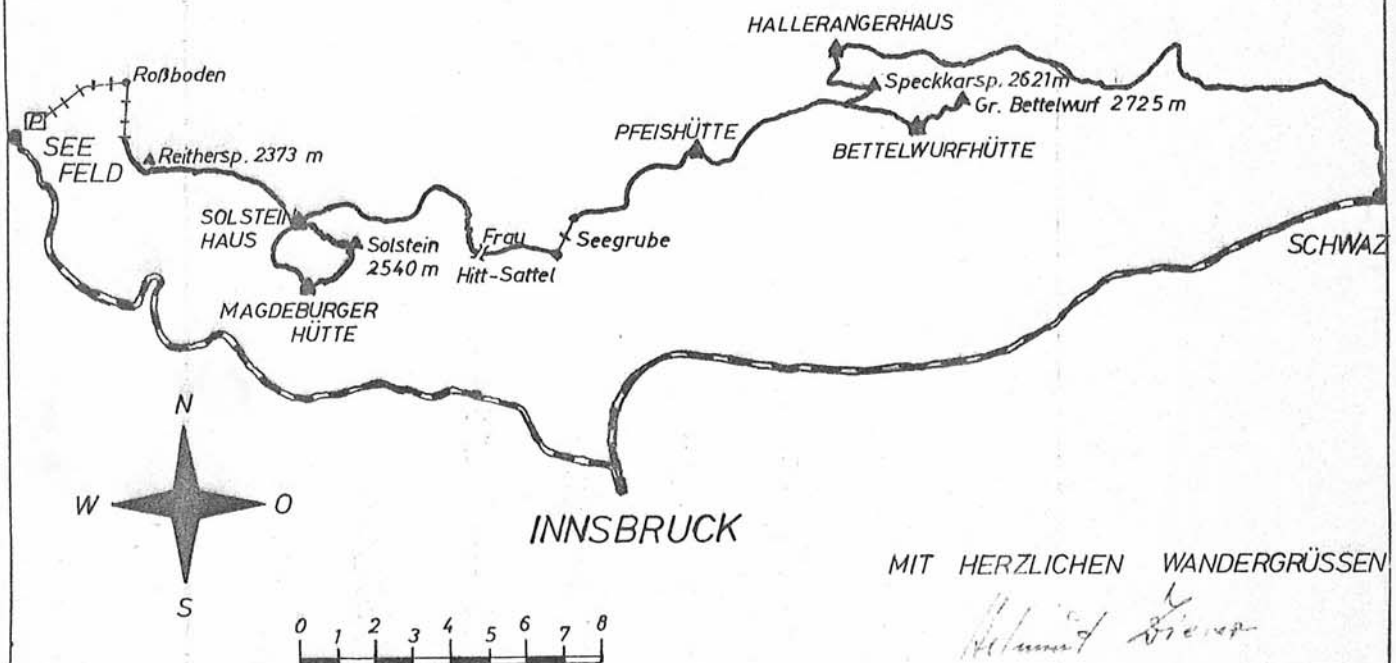 HALLERANGERHAUS
Roßboden
Speckkarsp. 2621m
Gr. Bettelwurf 2725 m
P
PFEISHÜTTE
BETTELWURFHÜTTE
SEE
FELD
Reithersp. 2373 m
SOLSTEIN
HAUS
Solstein
2540 m
Frau
Hitt-Sattel
Seegrube
SCHWAZ
MAGDEBURGER
HÜTTE
N
W
O
S
INNSBRUCK
MIT HERZLICHEN WANDERGRÜSSEN
Helmut
0 1 2 3 4 5 6 7 8